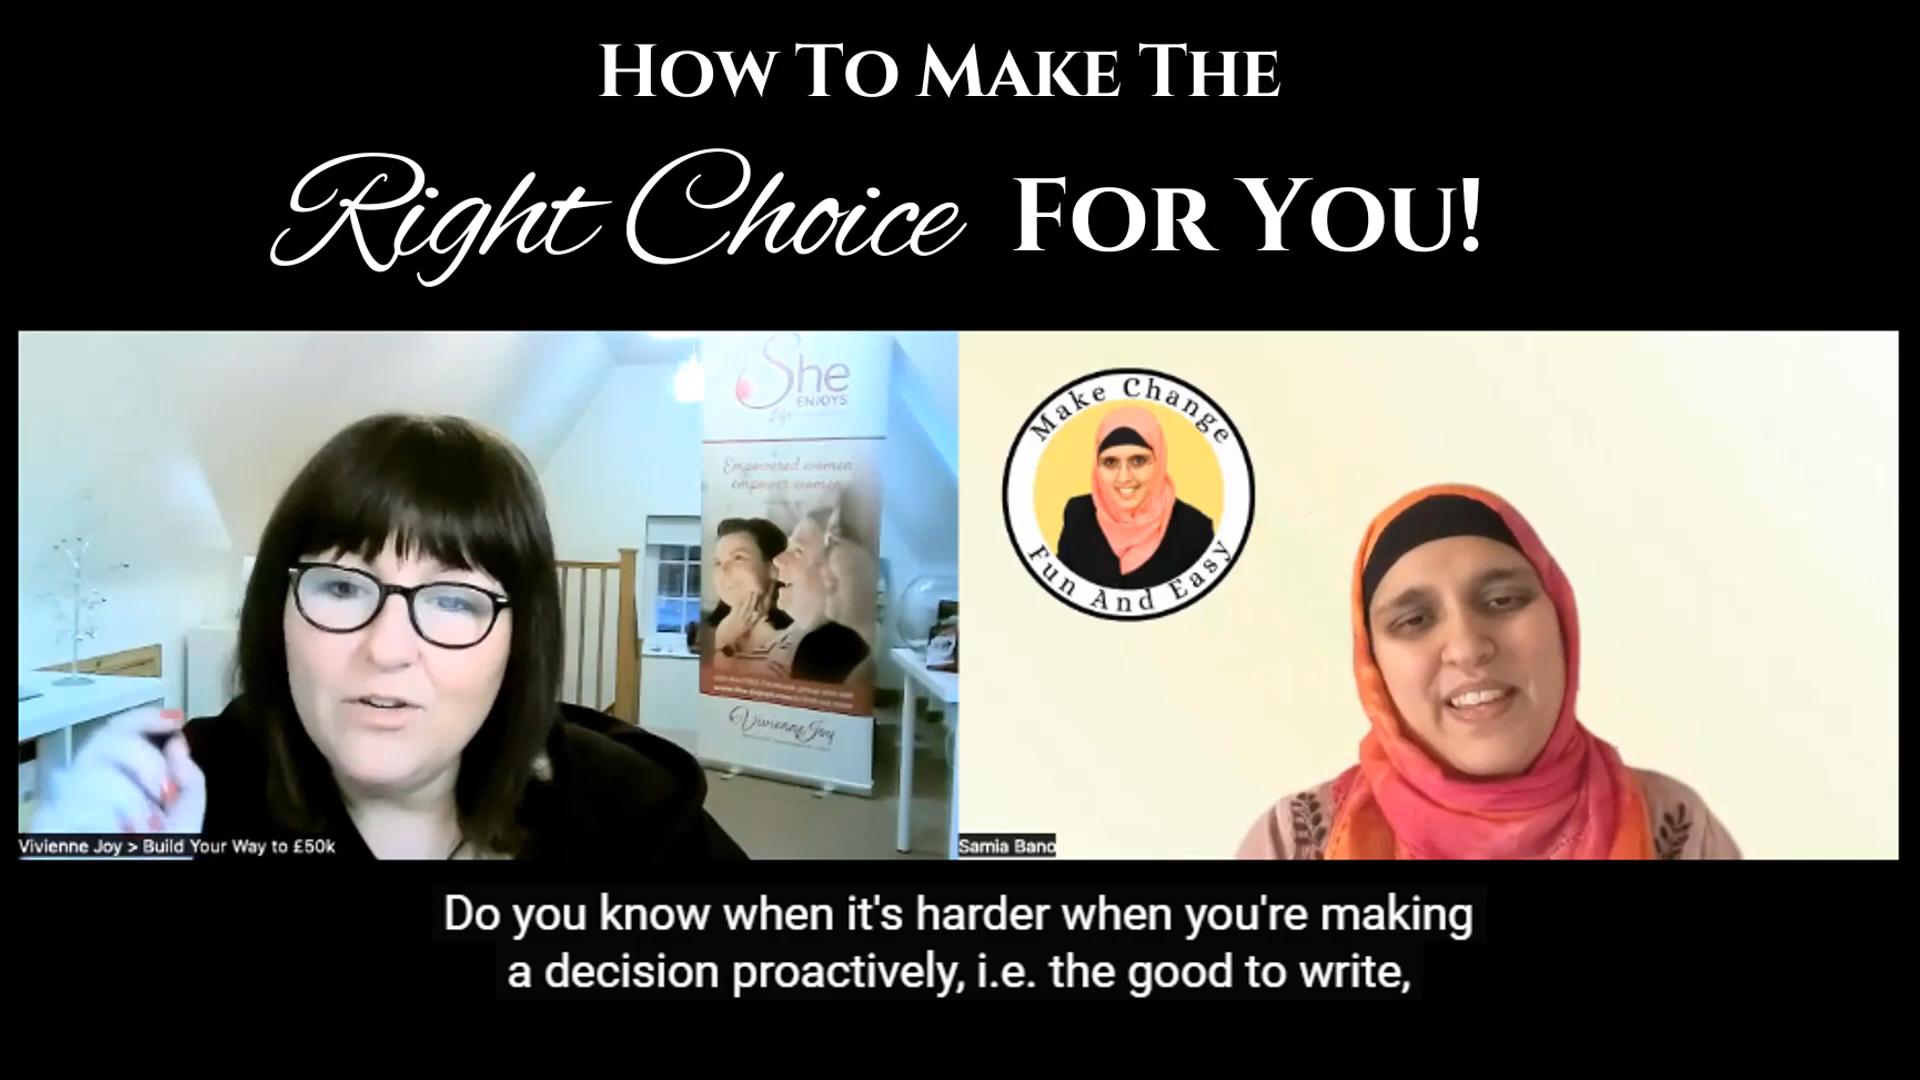 HOW TO MAKE THE
Right Choice FOR YOU!
She
ENJOYS
Life
Empowered women
empower women
Vivienne Joy
Make Change
Fun And Easy
Vivienne Joy > Build Your Way to £50k
Samia Bano
Do you know when it's harder when you're making
a decision proactively, i.e. the good to write,